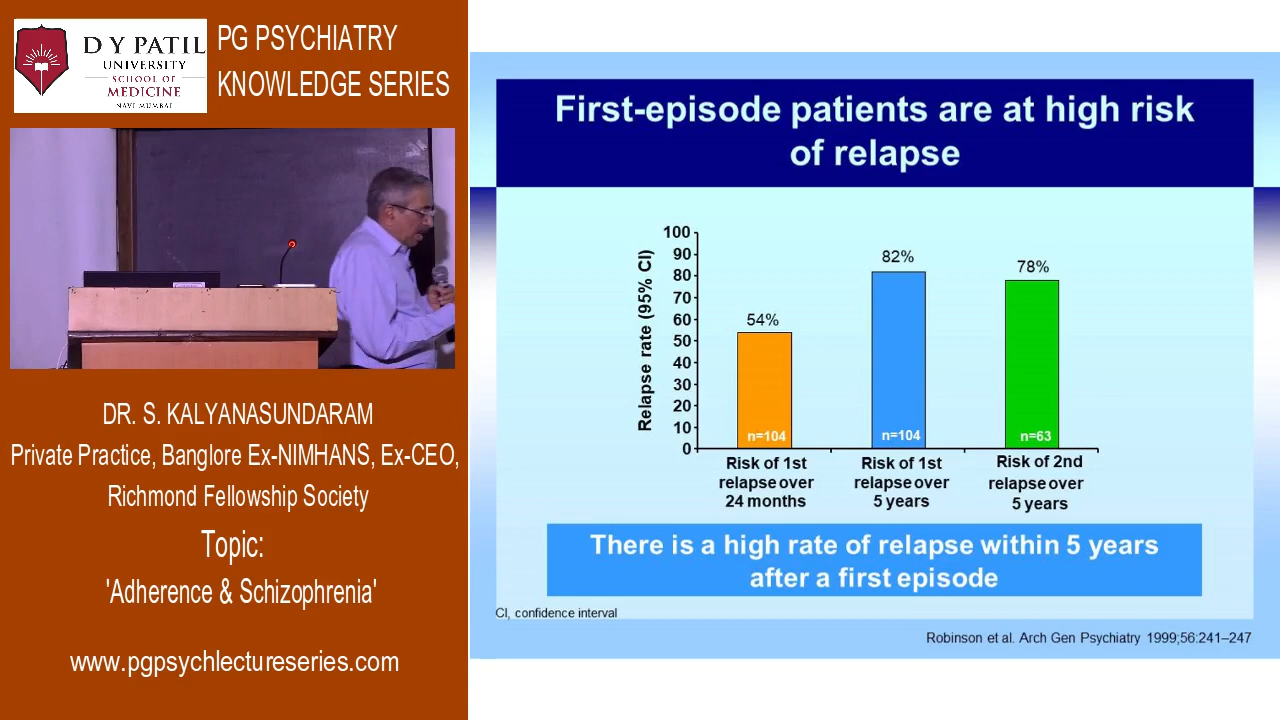 D Y PATIL
UNIVERSITY
SCHOOL OF
MEDICINE
NAVI MUMBAI
PG PSYCHIATRY
KNOWLEDGE SERIES
DR. S. KALYANASUNDARAM
Private Practice, Banglore Ex-NIMHANS, Ex-CEO,
Richmond Fellowship Society
Topic:
'Adherence & Schizophrenia'
www.pgpsychlectureseries.com
First-episode patients are at high risk
of relapse
Relapse rate (95% CI)
100
90
80
70
60
50
40
30
20
10
0
54%
82%
78%
n=104
n=104
n=63
Risk of 1st
relapse over
24 months
Risk of 1st
relapse over
5 years
Risk of 2nd
relapse over
5 years
There is a high rate of relapse within 5 years
after a first episode
CI, confidence interval
Robinson et al. Arch Gen Psychiatry 1999;56:241–247